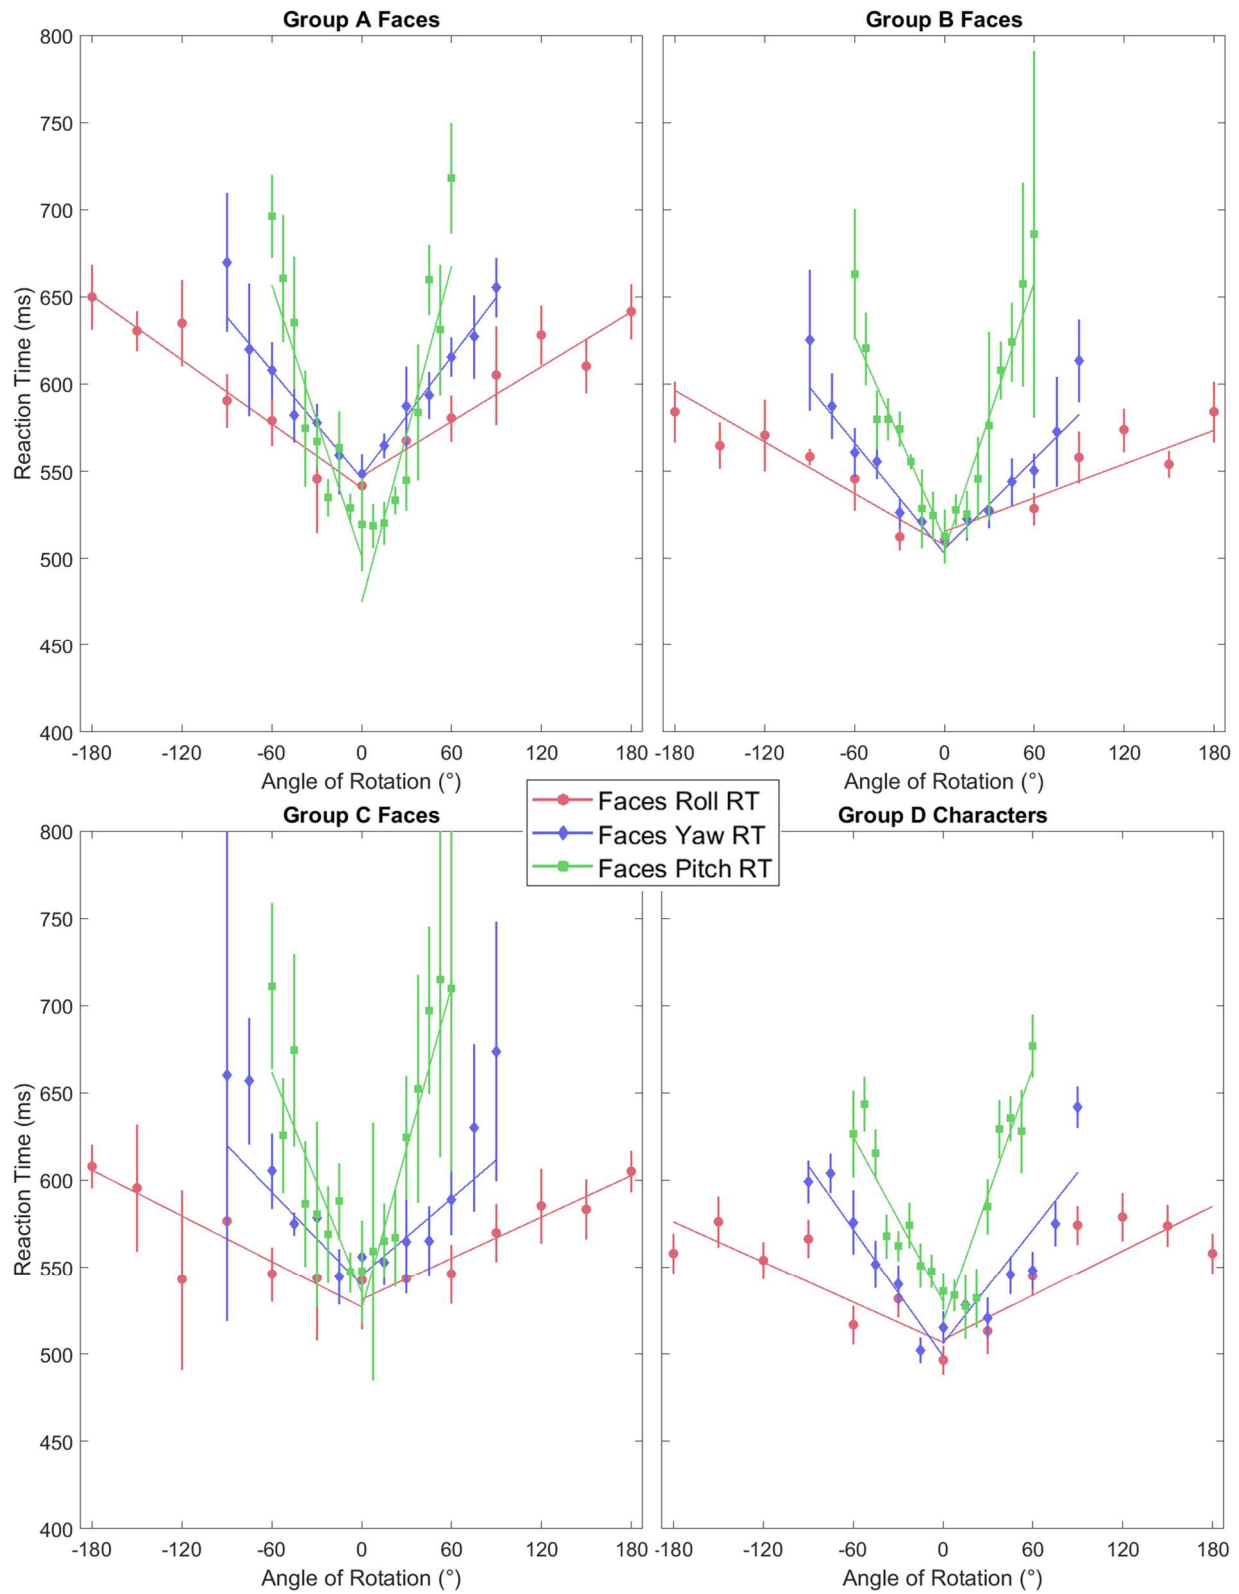 Group A Faces
Group B Faces
800
750
700
650
600
550
500
450
400
Reaction Time (ms)
-180 -120 -60 0 60 120 180
-180 -120 -60 0 60 120 180
Angle of Rotation (°)
Angle of Rotation (°)
Faces Roll RT
Faces Yaw RT
Faces Pitch RT
Group C Faces
Group D Characters
800
750
700
650
600
550
500
450
400
Reaction Time (ms)
-180 -120 -60 0 60 120 180
-180 -120 -60 0 60 120 180
Angle of Rotation (°)
Angle of Rotation (°)